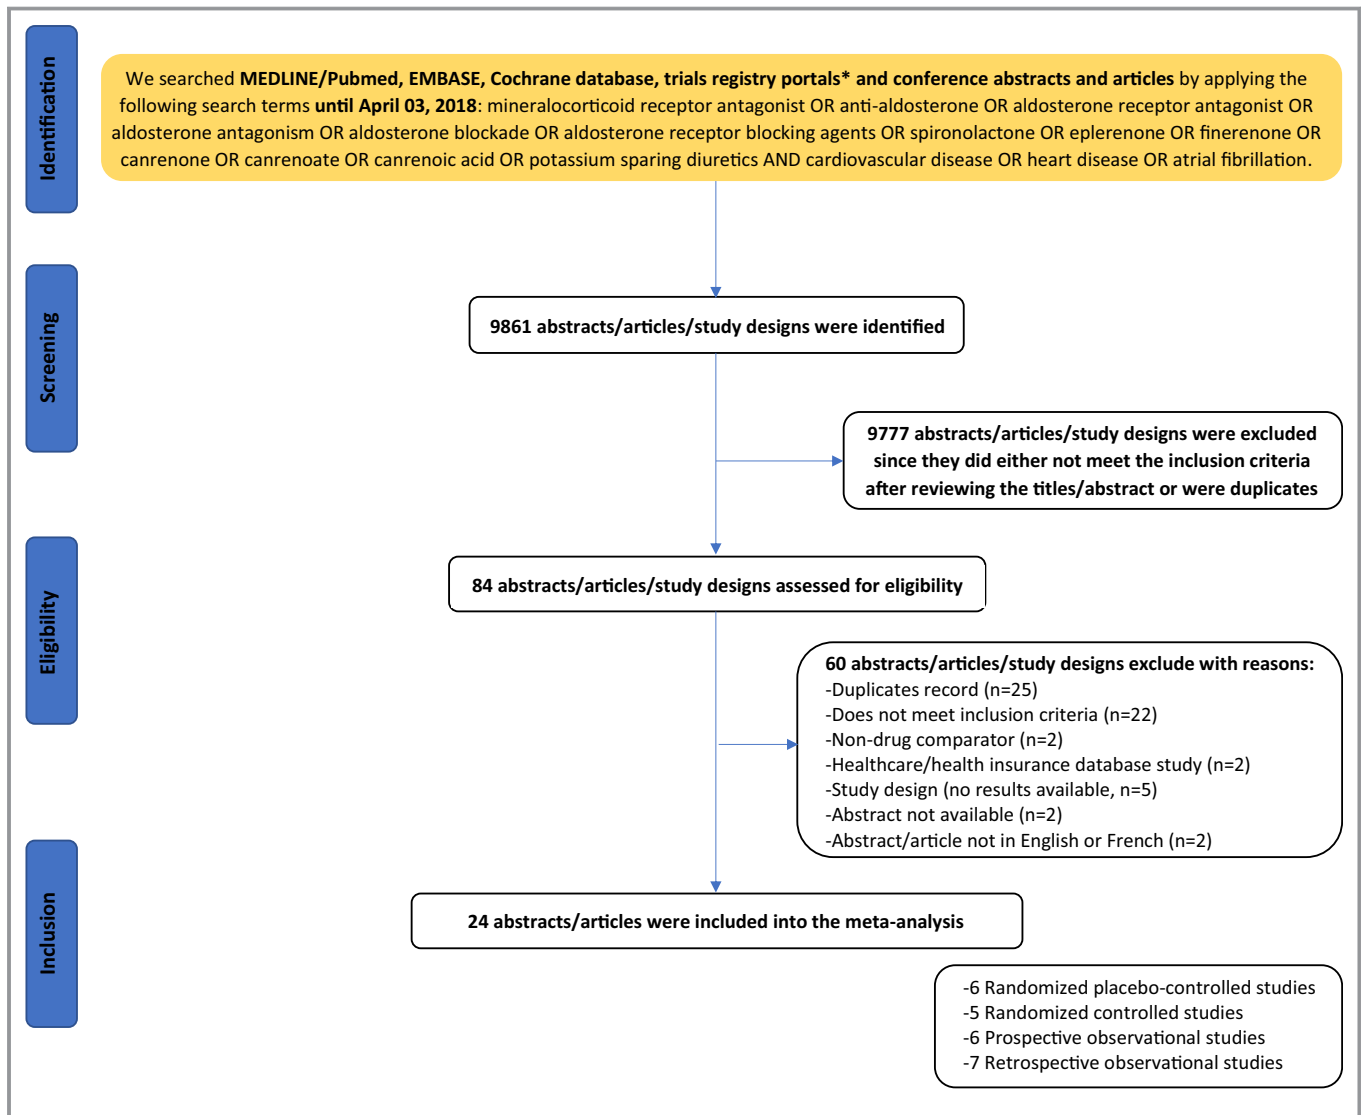 Identification
We searched MEDLINE/Pubmed, EMBASE, Cochrane database, trials registry portals* and conference abstracts and articles by applying the
following search terms until April 03, 2018: mineralocorticoid receptor antagonist OR anti-aldosterone OR aldosterone receptor antagonist OR
aldosterone antagonism OR aldosterone blockade OR aldosterone receptor blocking agents OR spironolactone OR eplerenone OR finerenone OR
canrenone OR canrenoate OR canrenoic acid OR potassium sparing diuretics AND cardiovascular disease OR heart disease OR atrial fibrillation.
Screening
9861 abstracts/articles/study designs were identified
9777 abstracts/articles/study designs were excluded
since they did either not meet the inclusion criteria
after reviewing the titles/abstract or were duplicates
Eligibility
84 abstracts/articles/study designs assessed for eligibility
60 abstracts/articles/study designs exclude with reasons:
-Duplicates record (n=25)
-Does not meet inclusion criteria (n=22)
-Non-drug comparator (n=2)
-Healthcare/health insurance database study (n=2)
-Study design (no results available, n=5)
-Abstract not available (n=2)
-Abstract/article not in English or French (n=2)
Inclusion
24 abstracts/articles were included into the meta-analysis
-6 Randomized placebo-controlled studies
-5 Randomized controlled studies
-6 Prospective observational studies
-7 Retrospective observational studies